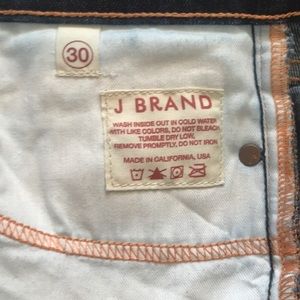 30
J BRAND
WASH INSIDE OUT IN COLD WATER
WITH LIKE COLORS, DO NOT BLEACH
TUMBLE DRY LOW,
REMOVE PROMPTLY, DO NOT IRON
MADE IN CALIFORNIA, USA